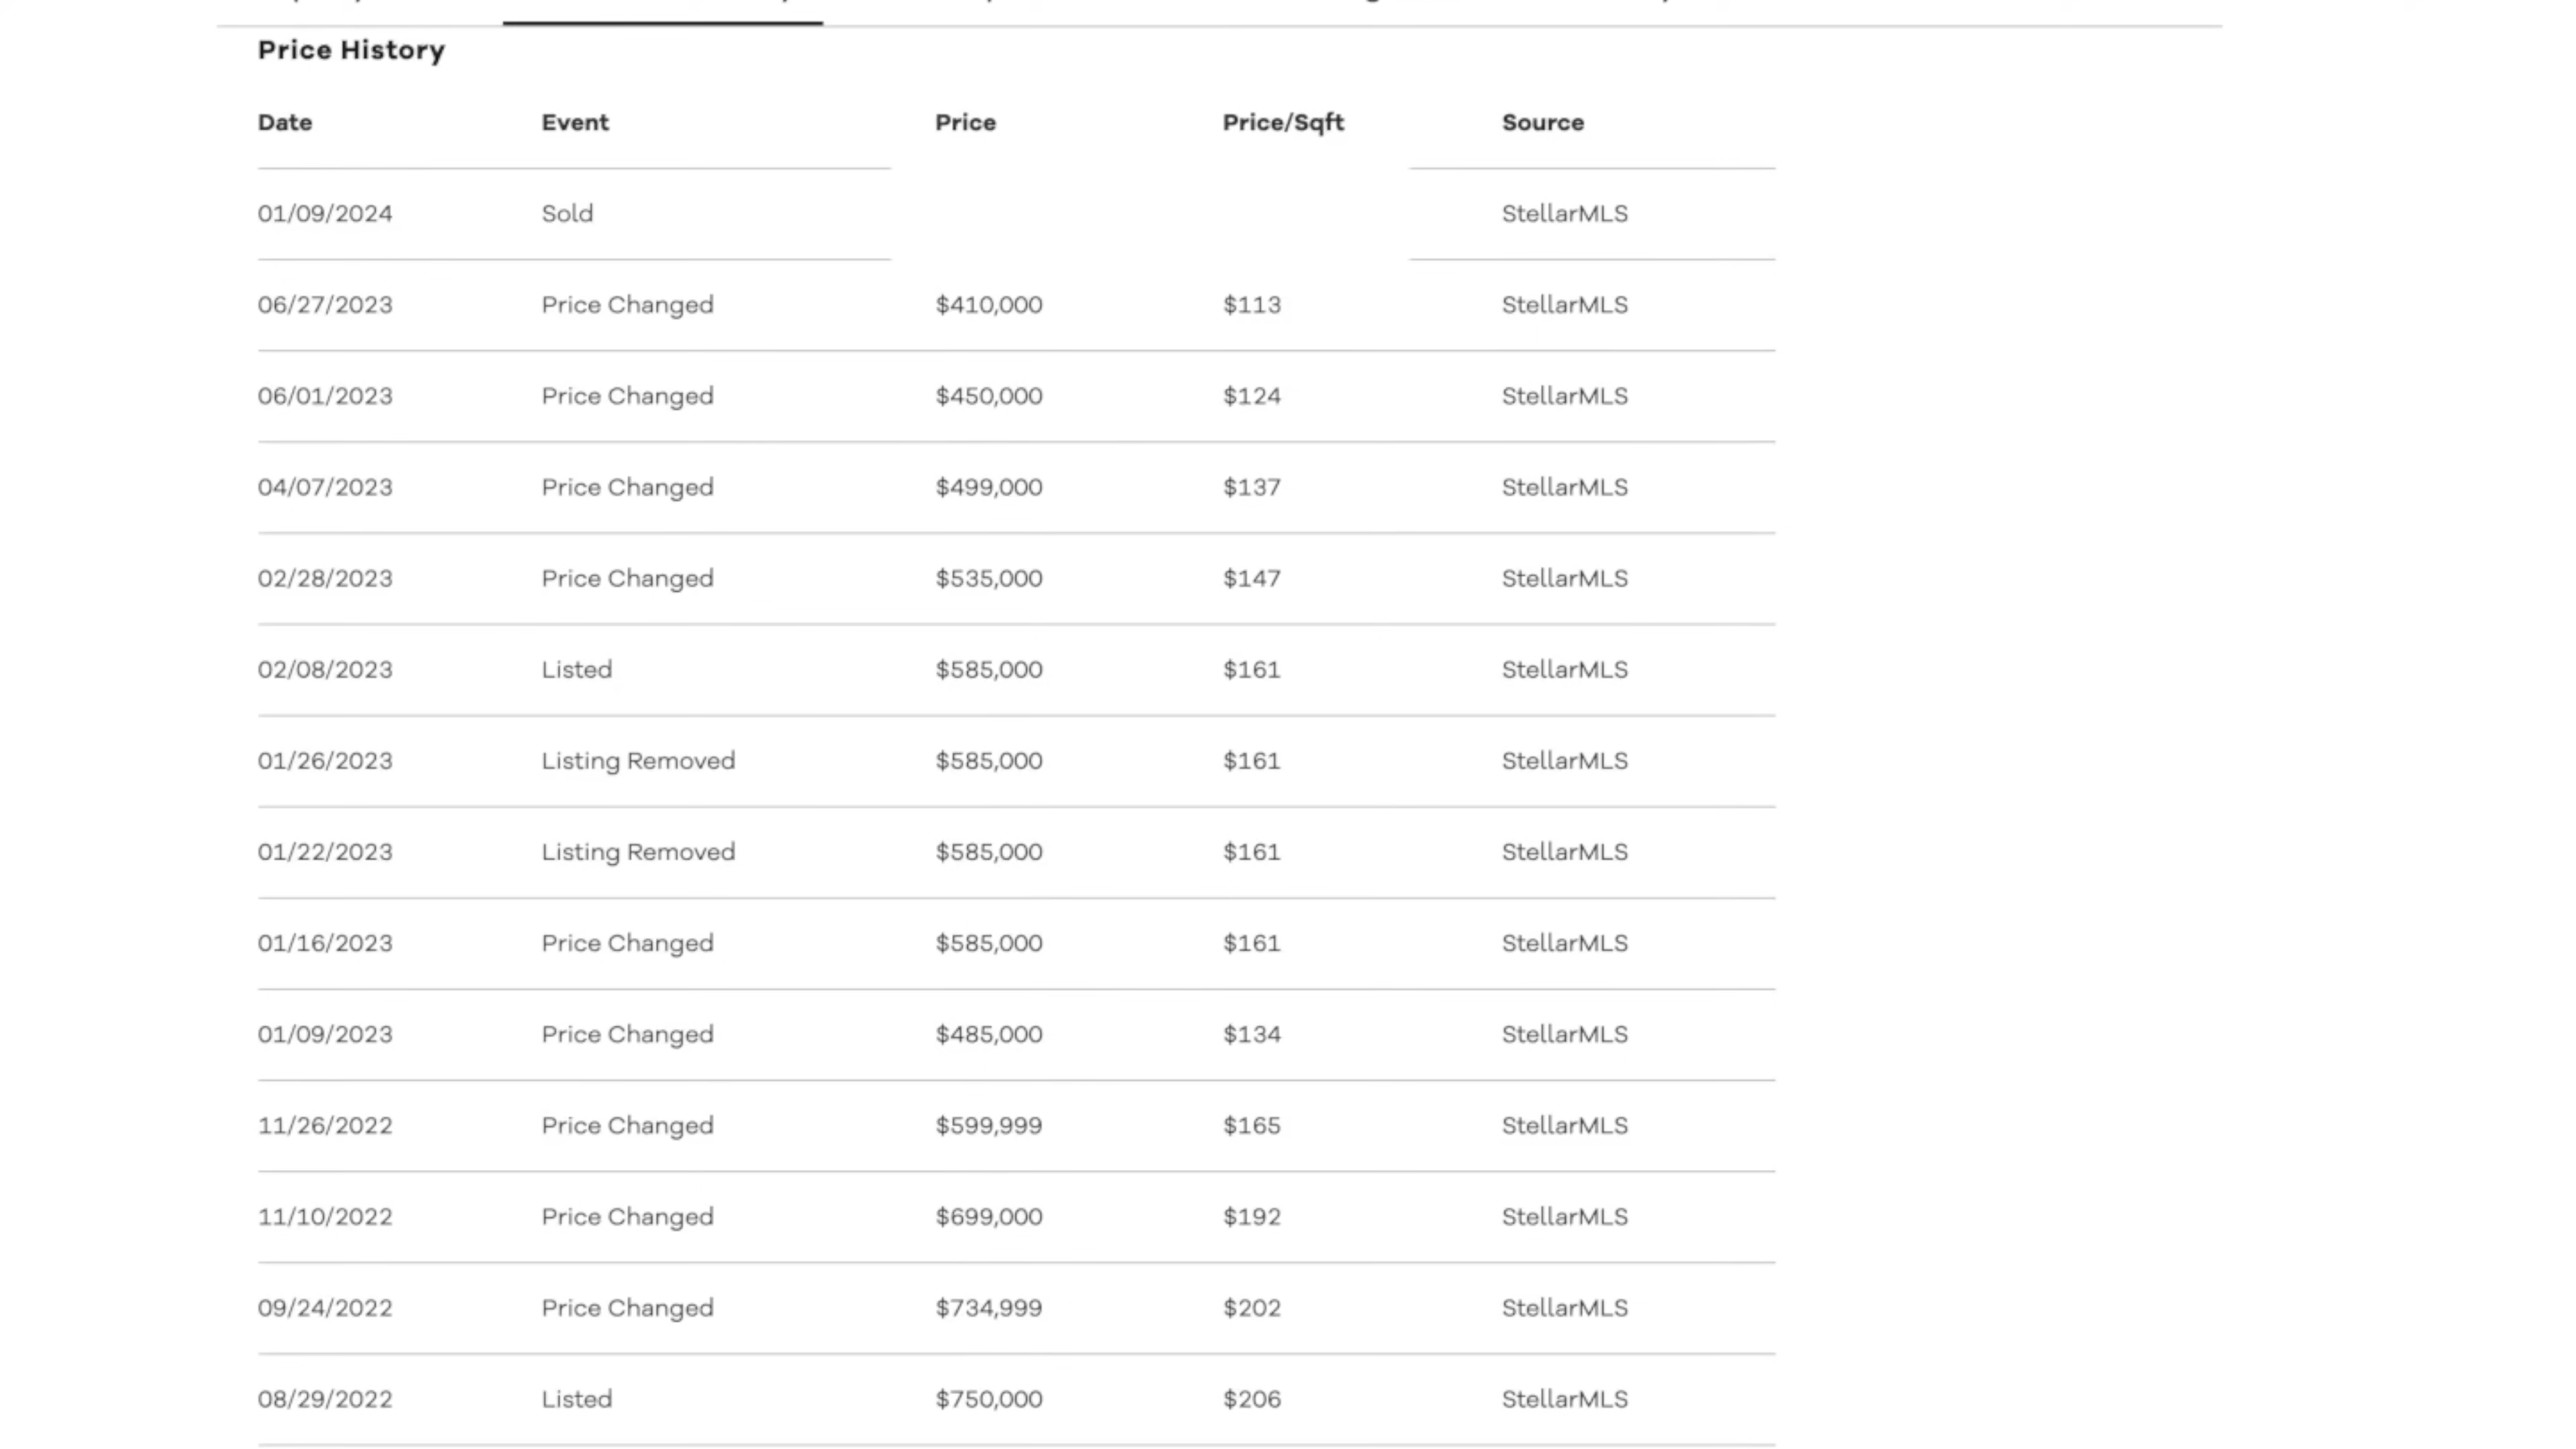 Price History
Date Event Price Price/Sqft Source
01/09/2024 Sold StellarMLS
06/27/2023 Price Changed $410,000 $113 StellarMLS
06/01/2023 Price Changed $450,000 $124 StellarMLS
04/07/2023 Price Changed $499,000 $137 StellarMLS
02/28/2023 Price Changed $535,000 $147 StellarMLS
02/08/2023 Listed $585,000 $161 StellarMLS
01/26/2023 Listing Removed $585,000 $161 StellarMLS
01/22/2023 Listing Removed $585,000 $161 StellarMLS
01/16/2023 Price Changed $585,000 $161 StellarMLS
01/09/2023 Price Changed $485,000 $134 StellarMLS
11/26/2022 Price Changed $599,999 $165 StellarMLS
11/10/2022 Price Changed $699,000 $192 StellarMLS
09/24/2022 Price Changed $734,999 $202 StellarMLS
08/29/2022 Listed $750,000 $206 StellarMLS